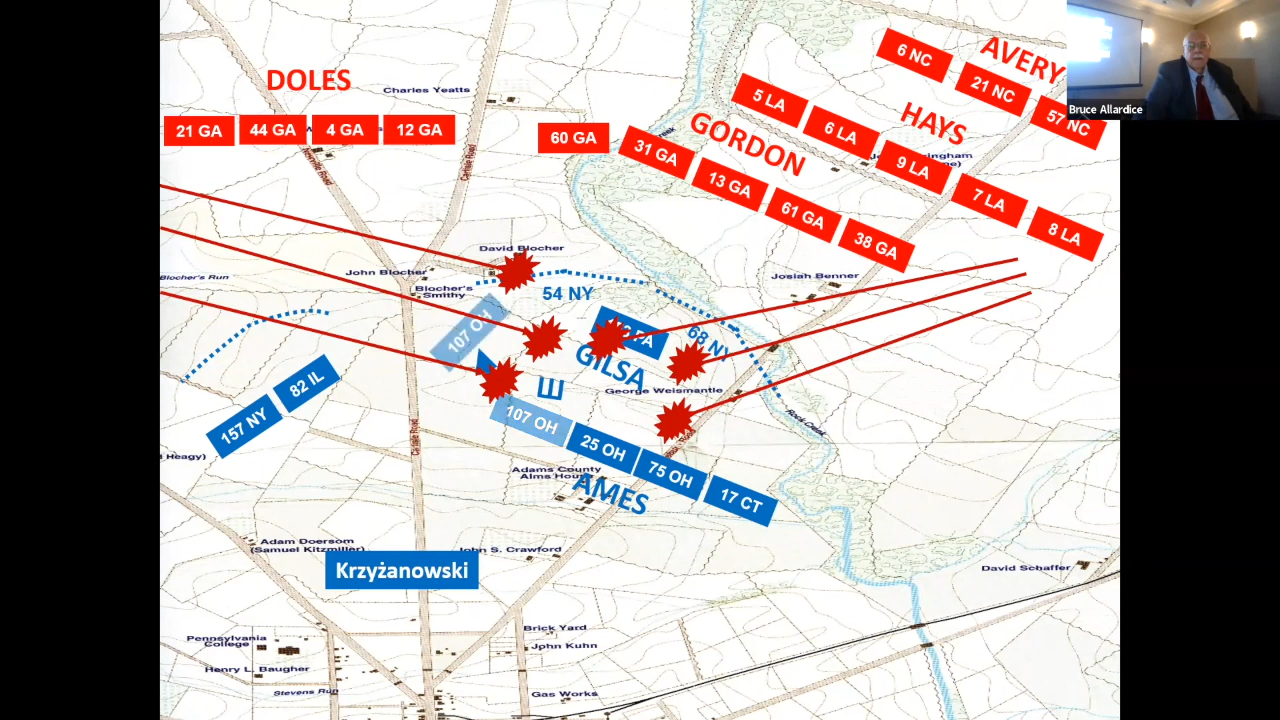 AVERY
6 NC
21 NC
57 NC
Bruce Allardice
DOLES
Charles Yeatts
5 LA
6 LA
HAYS
9 LA
7 LA
8 LA
21 GA
44 GA
4 GA
12 GA
60 GA
31 GA
GORDON
13 GA
61 GA
38 GA
Carlisle Road
David Blocher
John Blocher
Blocher's Run
Blocher's
Smithy
54 NY
Josiah Benner
107 OH
68 NY
GILSA
George Weismantle
82 IL
157 NY
Rock Creek
107 OH
25 OH
75 OH
17 CT
Carlisle Road
Heagy)
Adams County
Alms House
AMES
Adam Doersom
(Samuel Kitzmiller)
John S. Crawford
Krzyżanowski
David Schaffer
Brick Yard
Pennsylvania
College
John Kuhn
Henry L. Baugher
Stevens Run
Gas Works